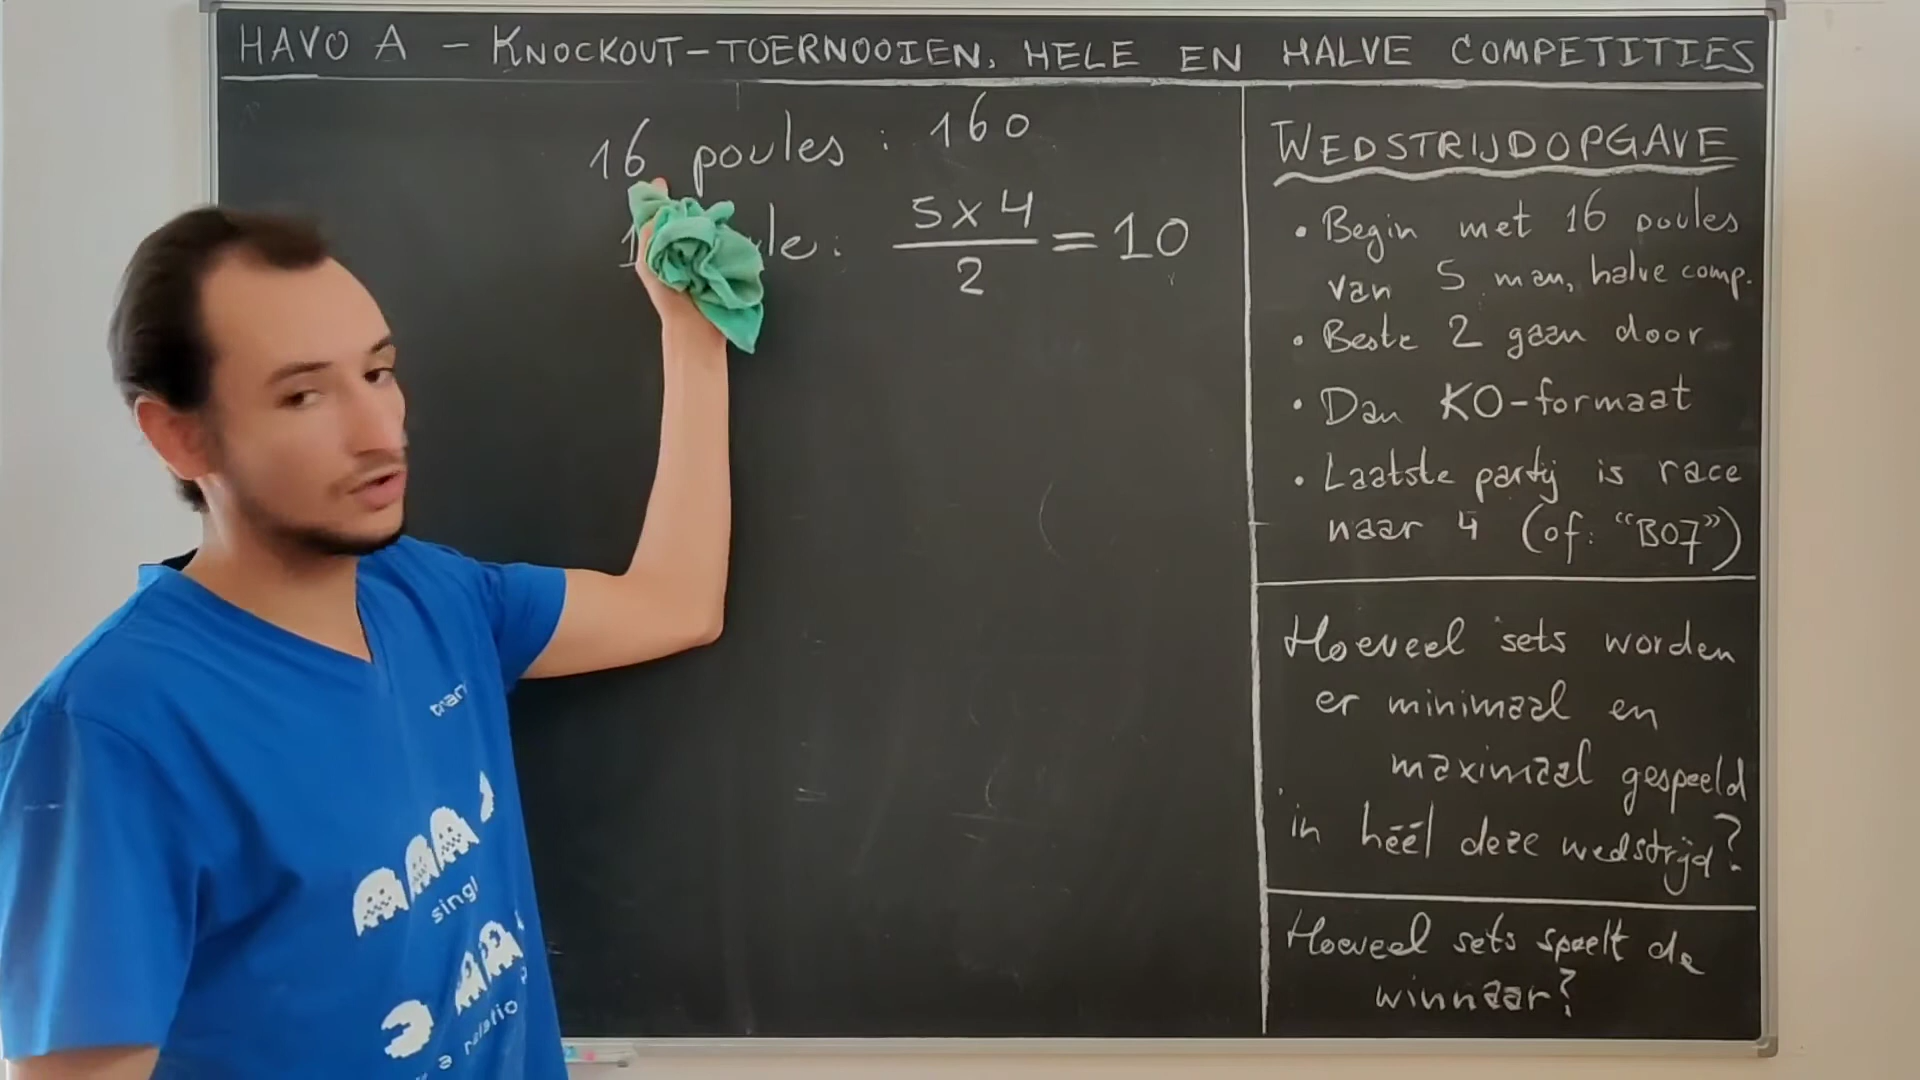 HAVO A - KNOCKOUT-TOERNOOIEN, HELE EN HALVE COMPETITIES
16 poules : 160
5 x 4
2
= 10
WEDSTRIJDOPGAVE
• Begin met 16 poules
van 5 man, halve comp.
• Beste 2 gaan door
• Dan KO-formaat
• Laatste partij is race
naar 4 (of: "BO7")
Hoeveel sets worden
er minimaal en
maximaal gespeeld
in héél deze wedstrijd?
Hoeveel sets speelt de
winnaar?
singl
a relatio